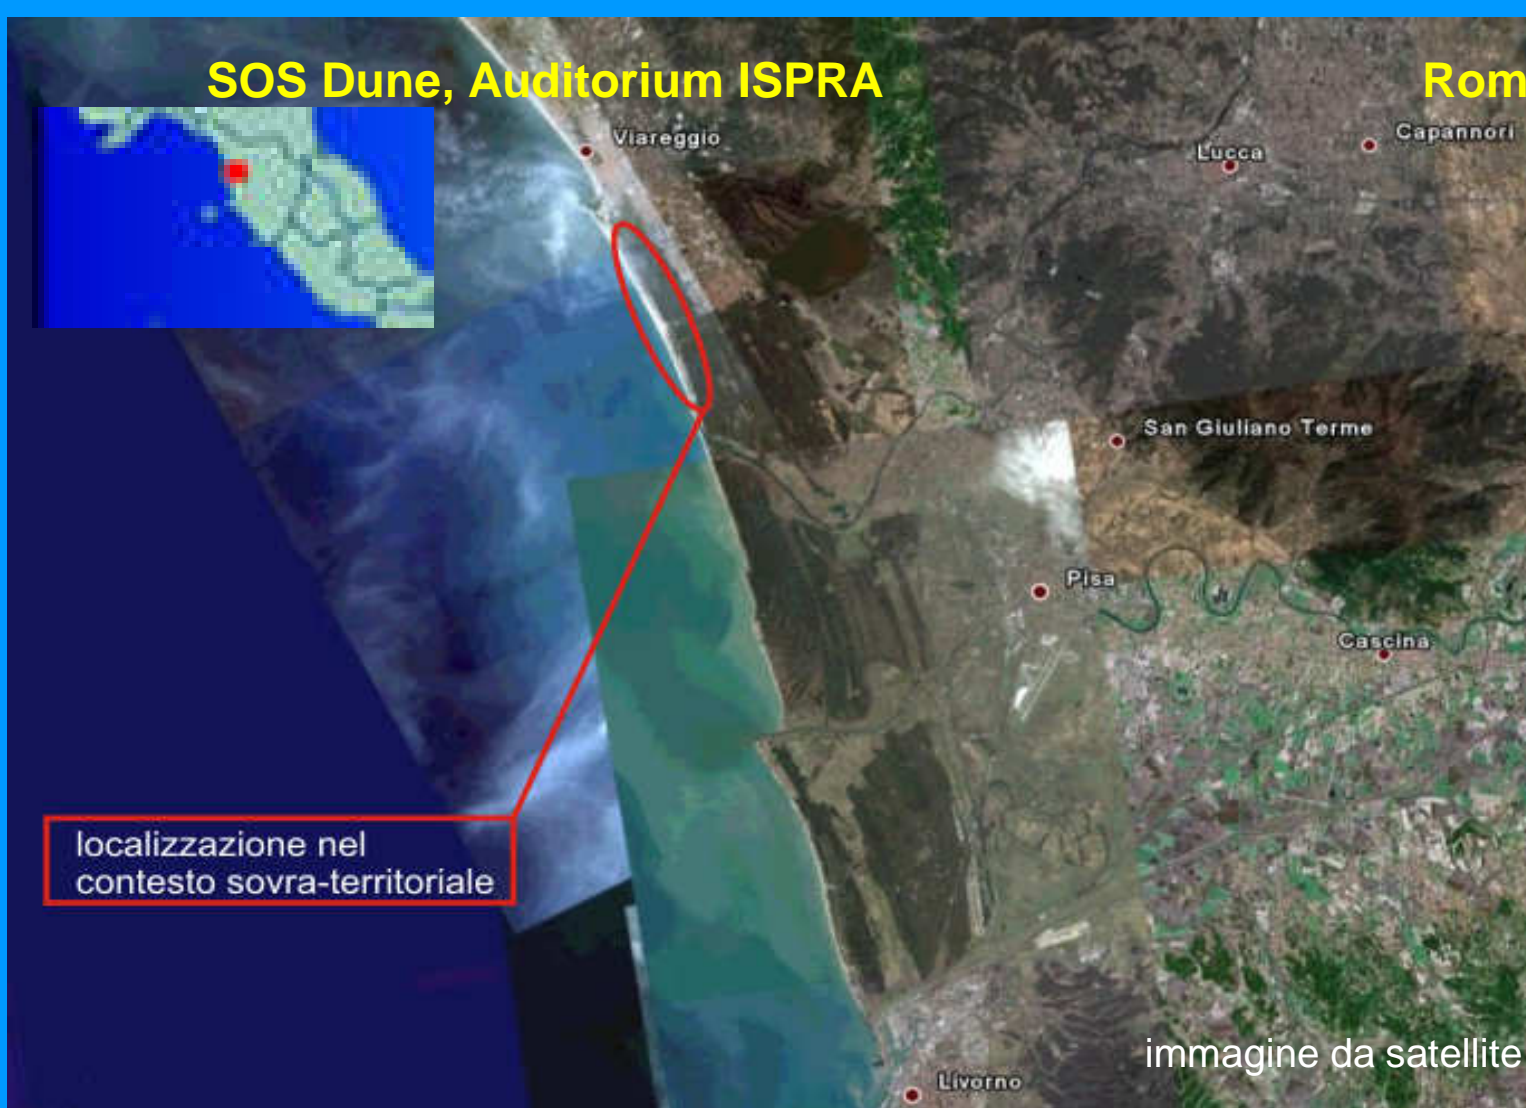 SOS Dune, Auditorium ISPRA
Rom
Viareggio
Lucca
Capannori
San Giuliano Terme
Pisa
Cascina
localizzazione nel
contesto sovra-territoriale
immagine da satellite
Livorno